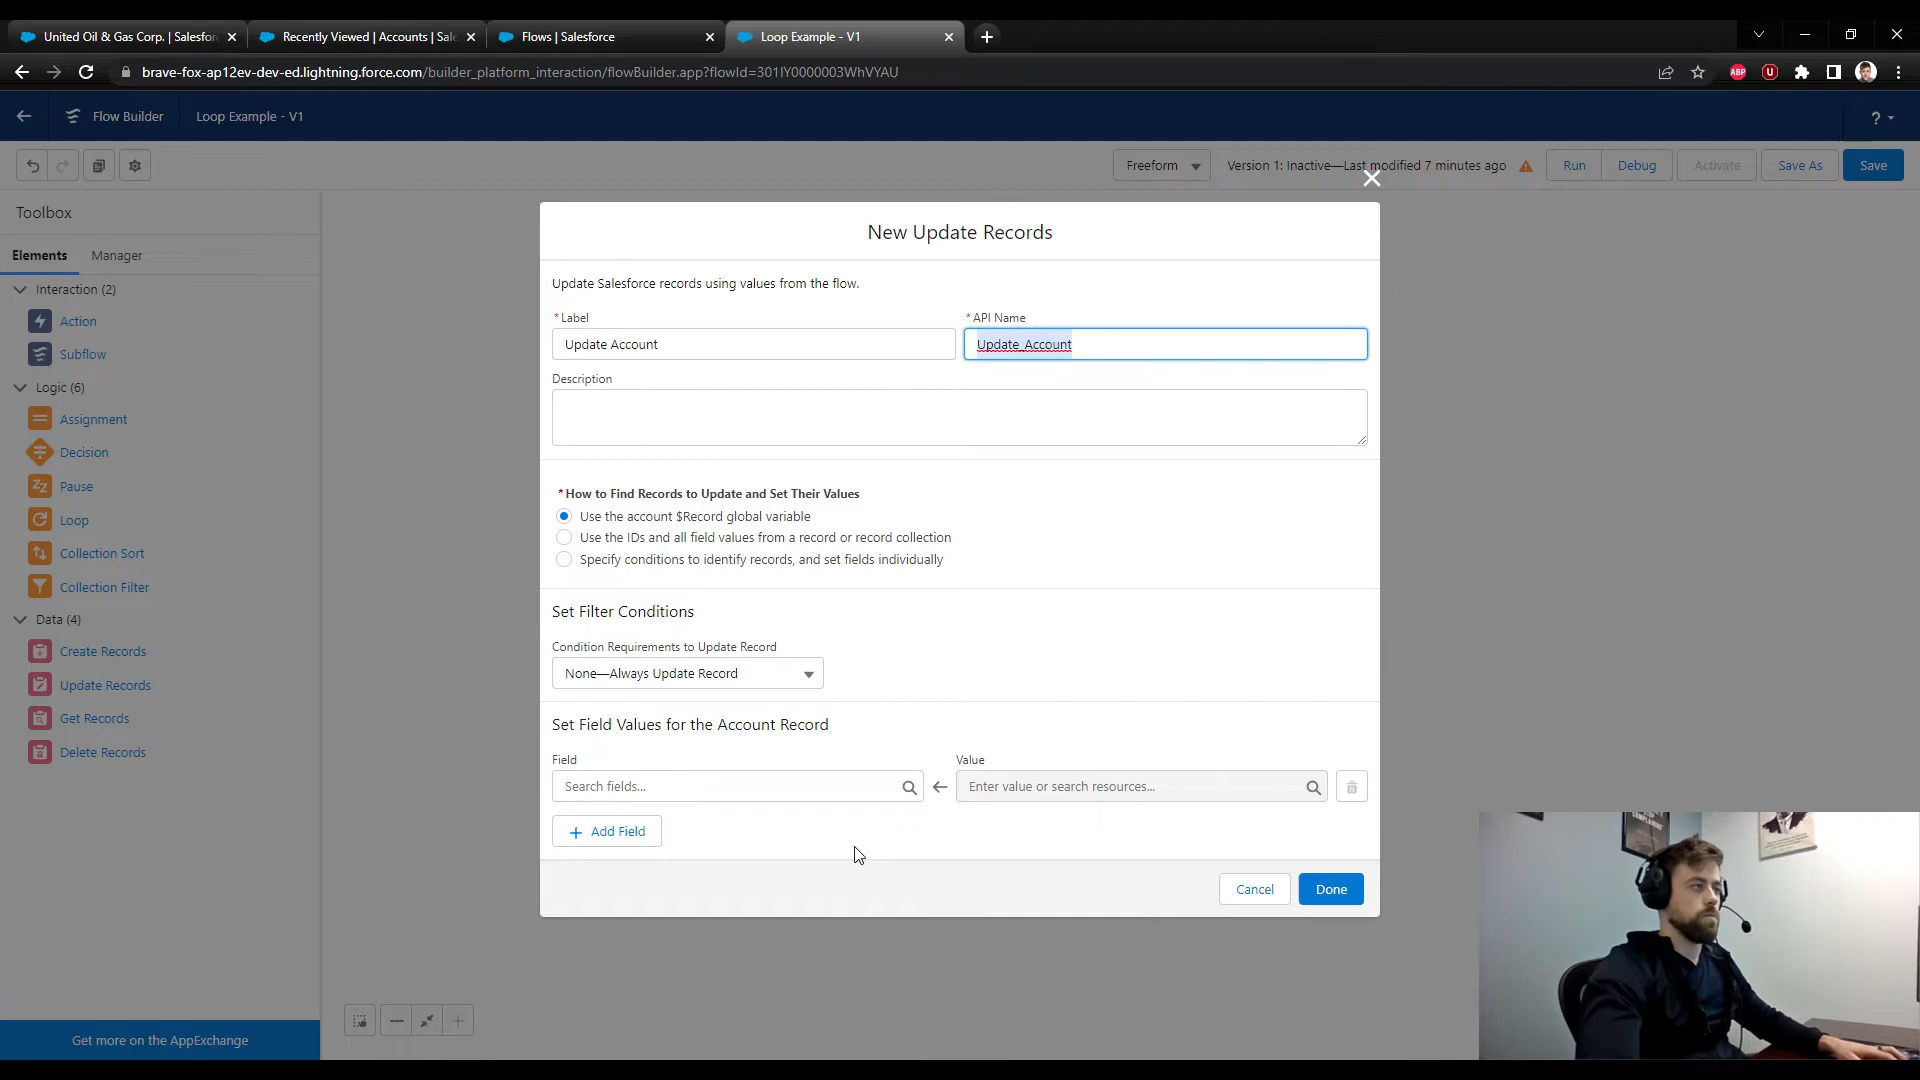 United Oil & Gas Corp. | Salesfor
Recently Viewed | Accounts | Sale
Flows | Salesforce
Loop Example - V1
brave-fox-ap12ev-dev-ed.lightning.force.com/builder_platform_interaction/flowBuilder.app?flowId=301IY0000003WhVYAU
ABP
U
Flow Builder
Loop Example - V1
?
Freeform
Version 1: Inactive—Last modified 7 minutes ago
Run
Debug
Activate
Save As
Save
Toolbox
Elements
Manager
Interaction (2)
Action
Subflow
Logic (6)
Assignment
Decision
Pause
Loop
Collection Sort
Collection Filter
Data (4)
Create Records
Update Records
Get Records
Delete Records
Get more on the AppExchange
New Update Records
Update Salesforce records using values from the flow.
* Label
* API Name
Update Account
Update_Account
Description
* How to Find Records to Update and Set Their Values
Use the account $Record global variable
Use the IDs and all field values from a record or record collection
Specify conditions to identify records, and set fields individually
Set Filter Conditions
Condition Requirements to Update Record
None—Always Update Record
Set Field Values for the Account Record
Field
Value
Search fields...
Enter value or search resources...
+ Add Field
Cancel
Done